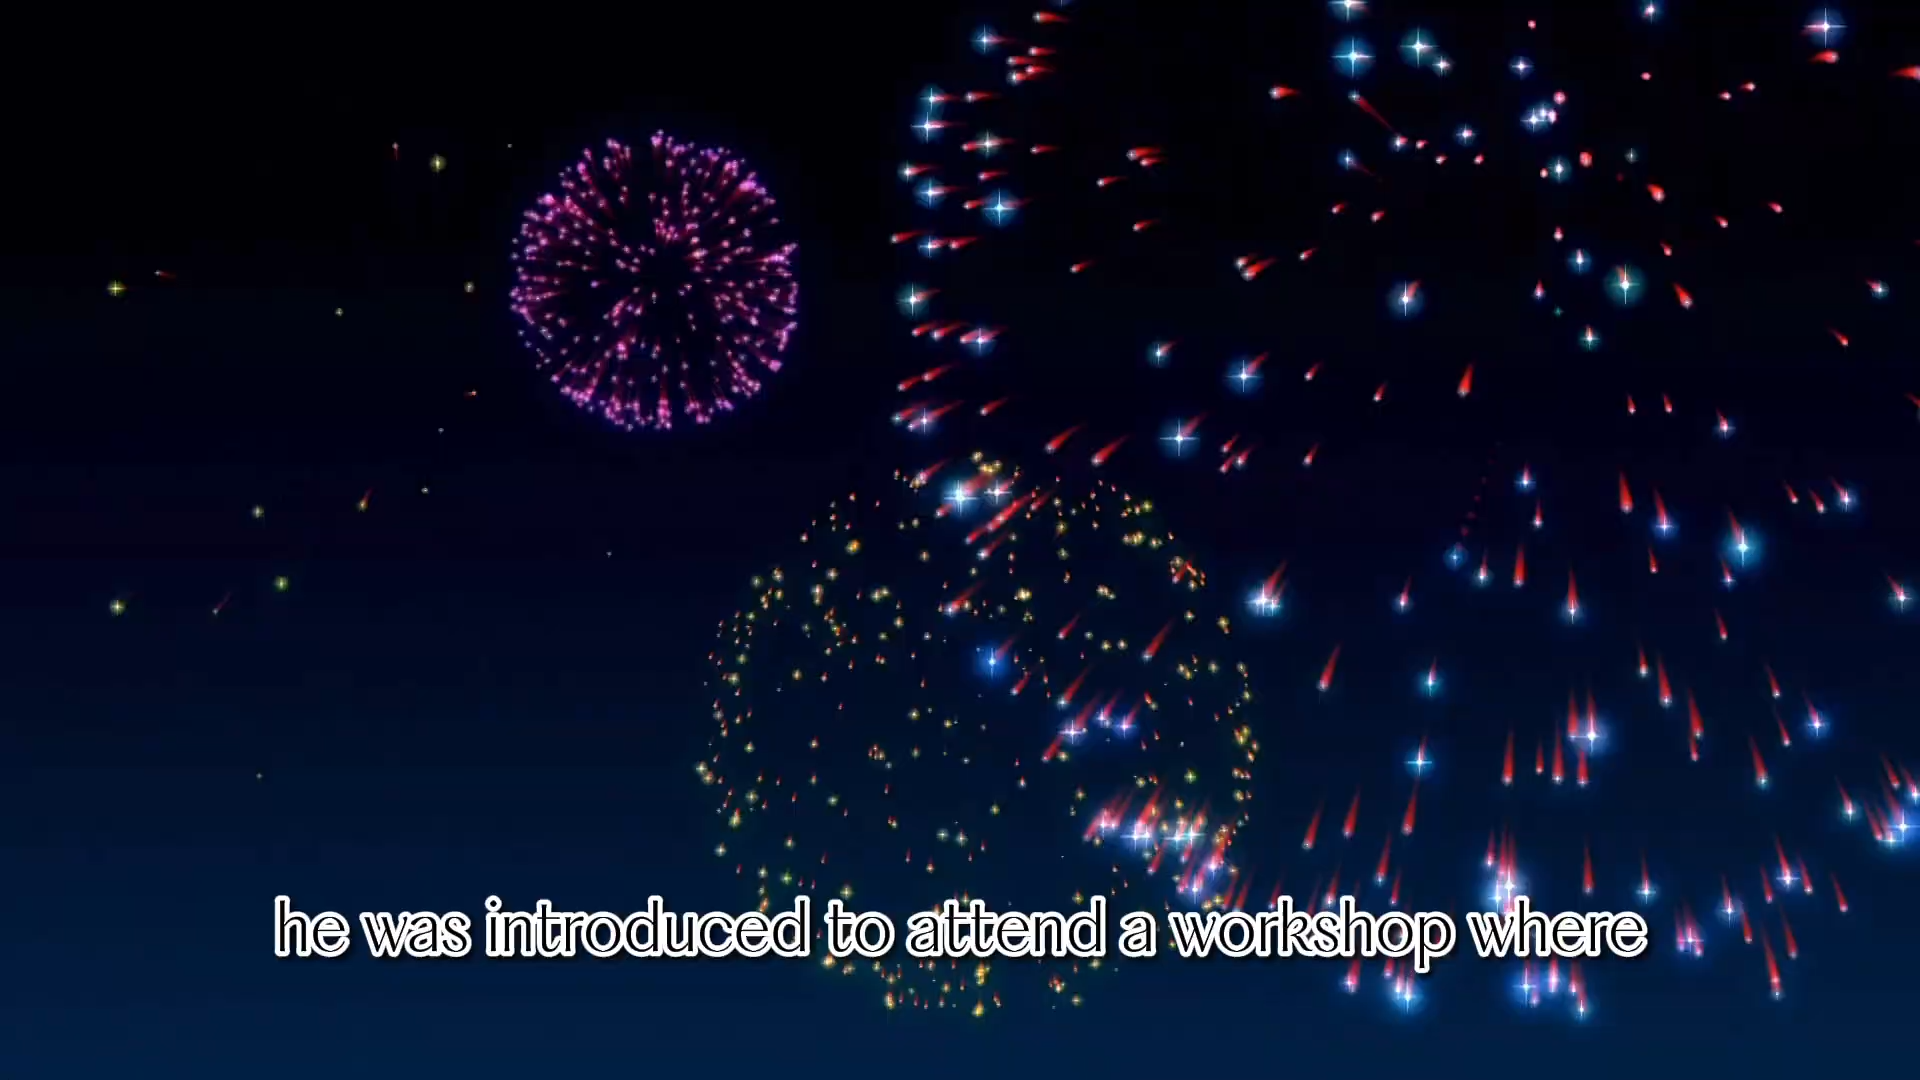 he was introduced to attend a workshop where